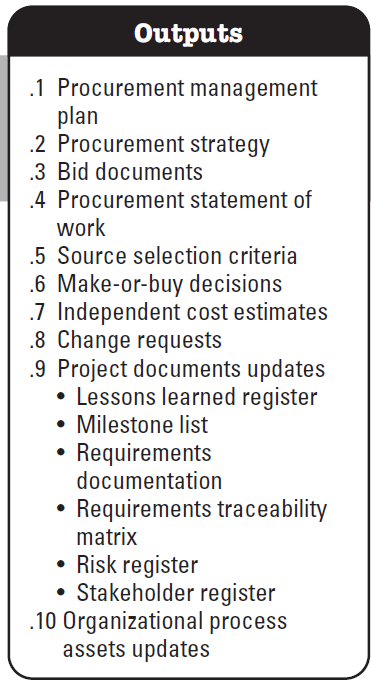 Outputs
.1 Procurement management
plan
.2 Procurement strategy
.3 Bid documents
.4 Procurement statement of
work
.5 Source selection criteria
.6 Make-or-buy decisions
.7 Independent cost estimates
.8 Change requests
.9 Project documents updates
• Lessons learned register
• Milestone list
• Requirements
documentation
• Requirements traceability
matrix
• Risk register
• Stakeholder register
.10 Organizational process
assets updates